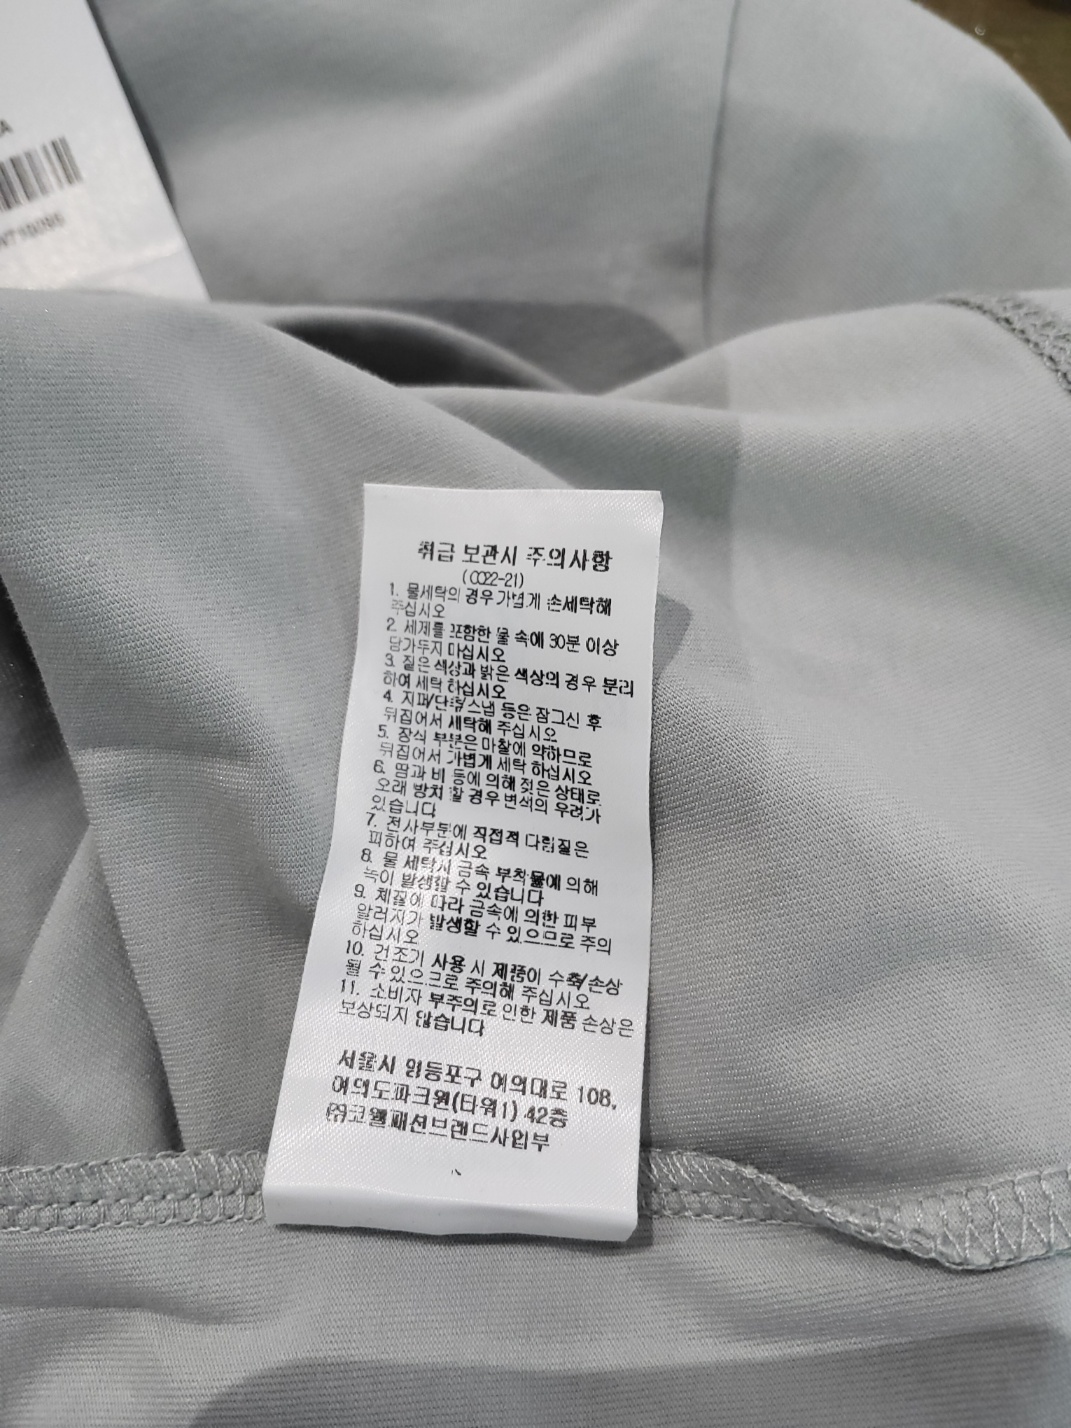 A
취급 보관시 주의사항
(CC22-21)
1. 물세탁의 경우 가볍게 손세탁해
주십시오
2. 세제를 포함한 물 속에 30분 이상
담가두지 마십시오
3. 짙은 색상과 밝은 색상의 경우 분리
하여 세탁 하십시오
4. 지퍼/단추/스냅 등은 잠그신 후
뒤집어서 세탁해 주십시오
5. 장식 부분은 마찰에 약하므로
뒤집어서 가볍게 세탁 하십시오
6. 땀과 비 등에 의해 젖은 상태로
오래 방치 할 경우 변색의 우려가
있습니다
7. 전사부분에 직접적 다림질은
피하여 주십시오
8. 물 세탁시 금속 부착물에 의해
녹이 발생할 수 있습니다
9. 체질에 따라 금속에 의한 피부
알러지가 발생할 수 있으므로 주의
하십시오
10. 건조기 사용 시 제품이 수축/손상
될 수 있으므로 주의해 주십시오
11. 소비자 부주의로 인한 제품 손상은
보상되지 않습니다
서울시 영등포구 여의대로 108,
여의도파크원(타워1) 42층
㈜코웰패션브랜드사업부